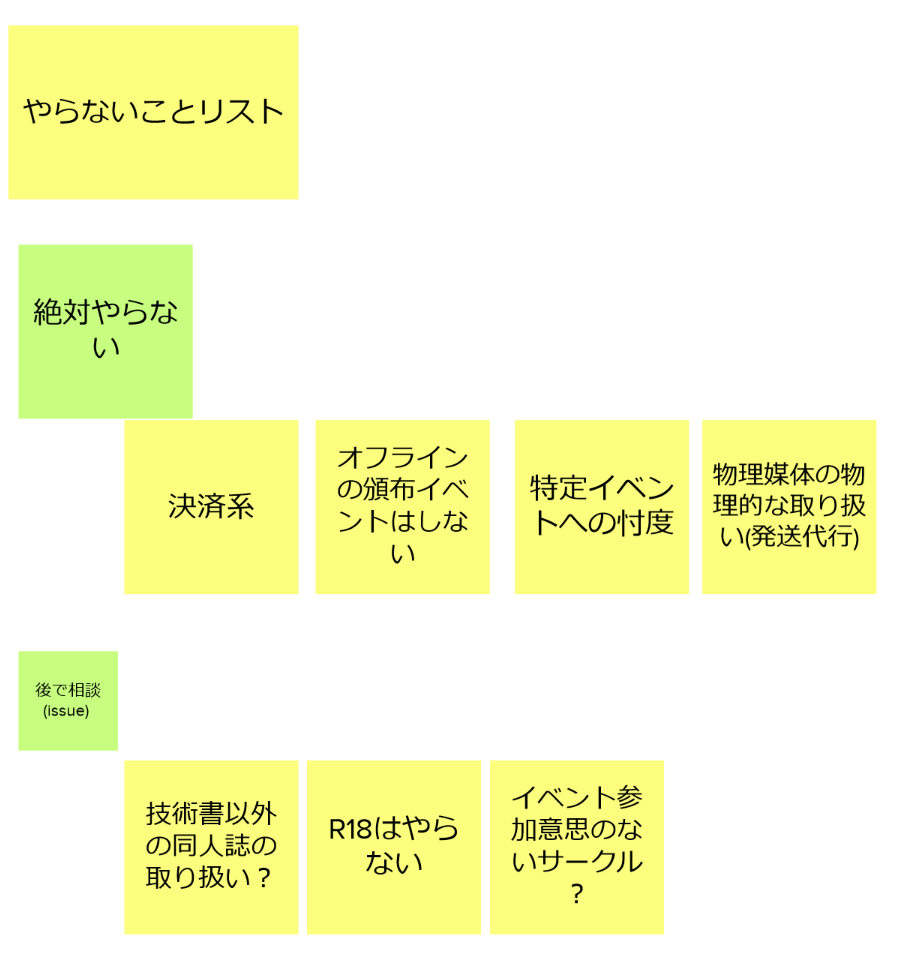 やらないことリスト
絶対やらな
い
決済系
オフライン
の頒布イベ
ントはしな
い
特定イベン
トへの忖度
物理媒体の物
理的な取り扱
い(発送代行)
後で相談
(issue)
技術書以外
の同人誌の
取り扱い？
R18はやら
ない
イベント参
加意思のな
いサークル
？